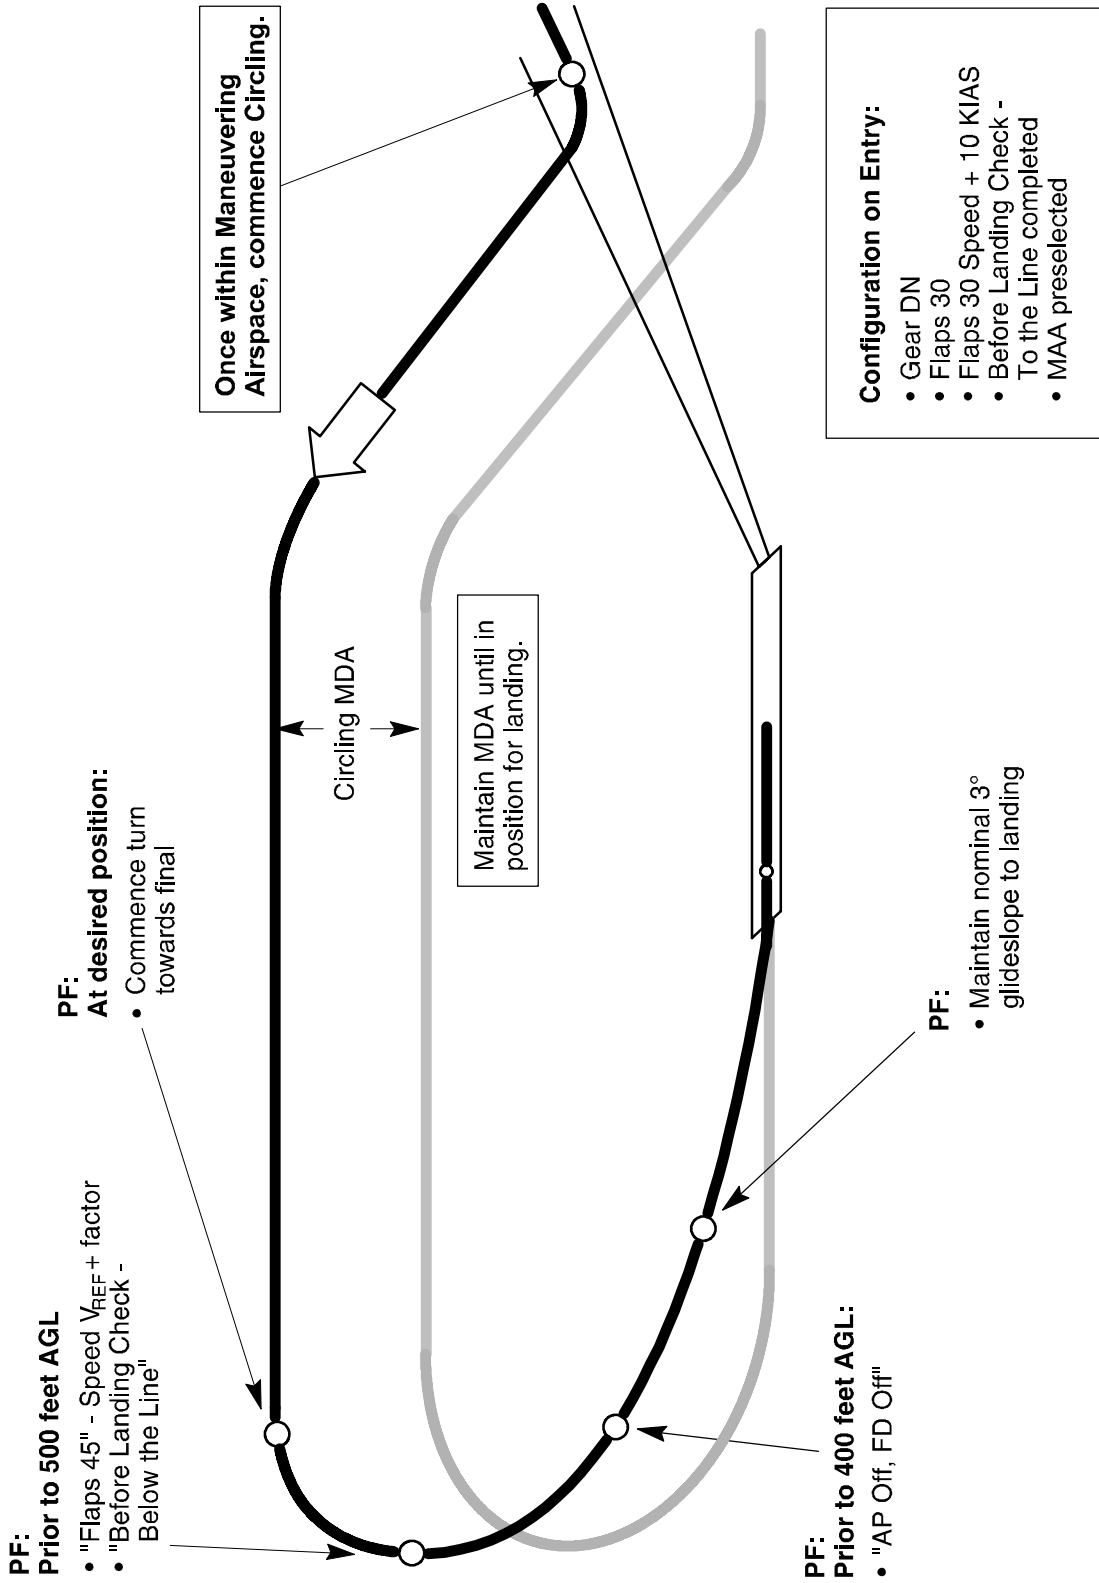 PF:
Prior to 500 feet AGL
• "Flaps 45" - Speed VREF + factor
• "Before Landing Check -
Below the Line"
PF:
At desired position:
• Commence turn
towards final
Once within Maneuvering
Airspace, commence Circling.
Circling MDA
Maintain MDA until in
position for landing.
PF:
Prior to 400 feet AGL:
• "AP Off, FD Off"
PF:
• Maintain nominal 3°
glideslope to landing
Configuration on Entry:
• Gear DN
• Flaps 30
• Flaps 30 Speed + 10 KIAS
• Before Landing Check -
To the Line completed
• MAA preselected